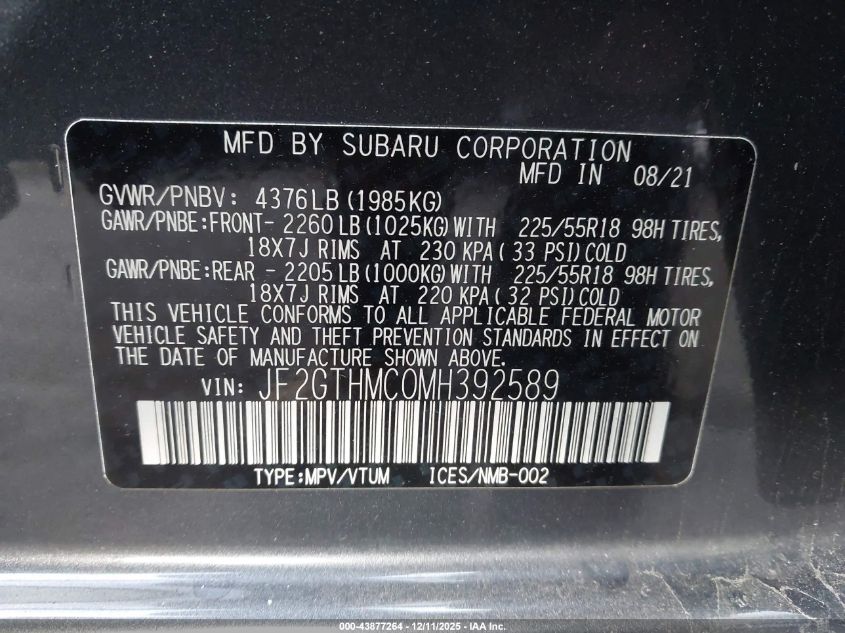 MFD BY SUBARU CORPORATION
MFD IN 08/21
GVWR/PNBV: 4376LB (1985KG)
GAWR/PNBE:FRONT- 2260 LB (1025KG) WITH 225/55R18 98H TIRES,
18X7J RIMS AT 230 KPA ( 33 PSI) COLD
GAWR/PNBE:REAR - 2205 LB (1000KG) WITH 225/55R18 98H TIRES,
18X7J RIMS AT 220 KPA ( 32 PSI) COLD
THIS VEHICLE CONFORMS TO ALL APPLICABLE FEDERAL MOTOR
VEHICLE SAFETY AND THEFT PREVENTION STANDARDS IN EFFECT ON
THE DATE OF MANUFACTURE SHOWN ABOVE.
VIN: JF2GTHMC0MH392589
TYPE:MPV/VTUM ICES/NMB-002
000-43877264 - 12/11/2025 - IAA Inc.